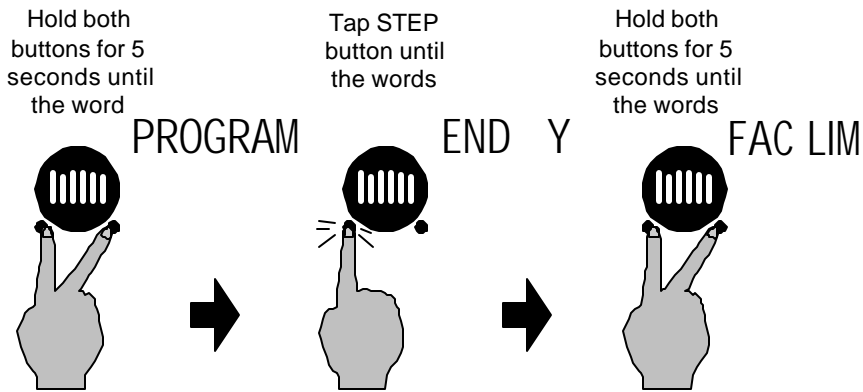 Hold both
buttons for 5
seconds until
the word
PROGRAM
Tap STEP
button until
the words
END Y
Hold both
buttons for 5
seconds until
the words
FAC LIM